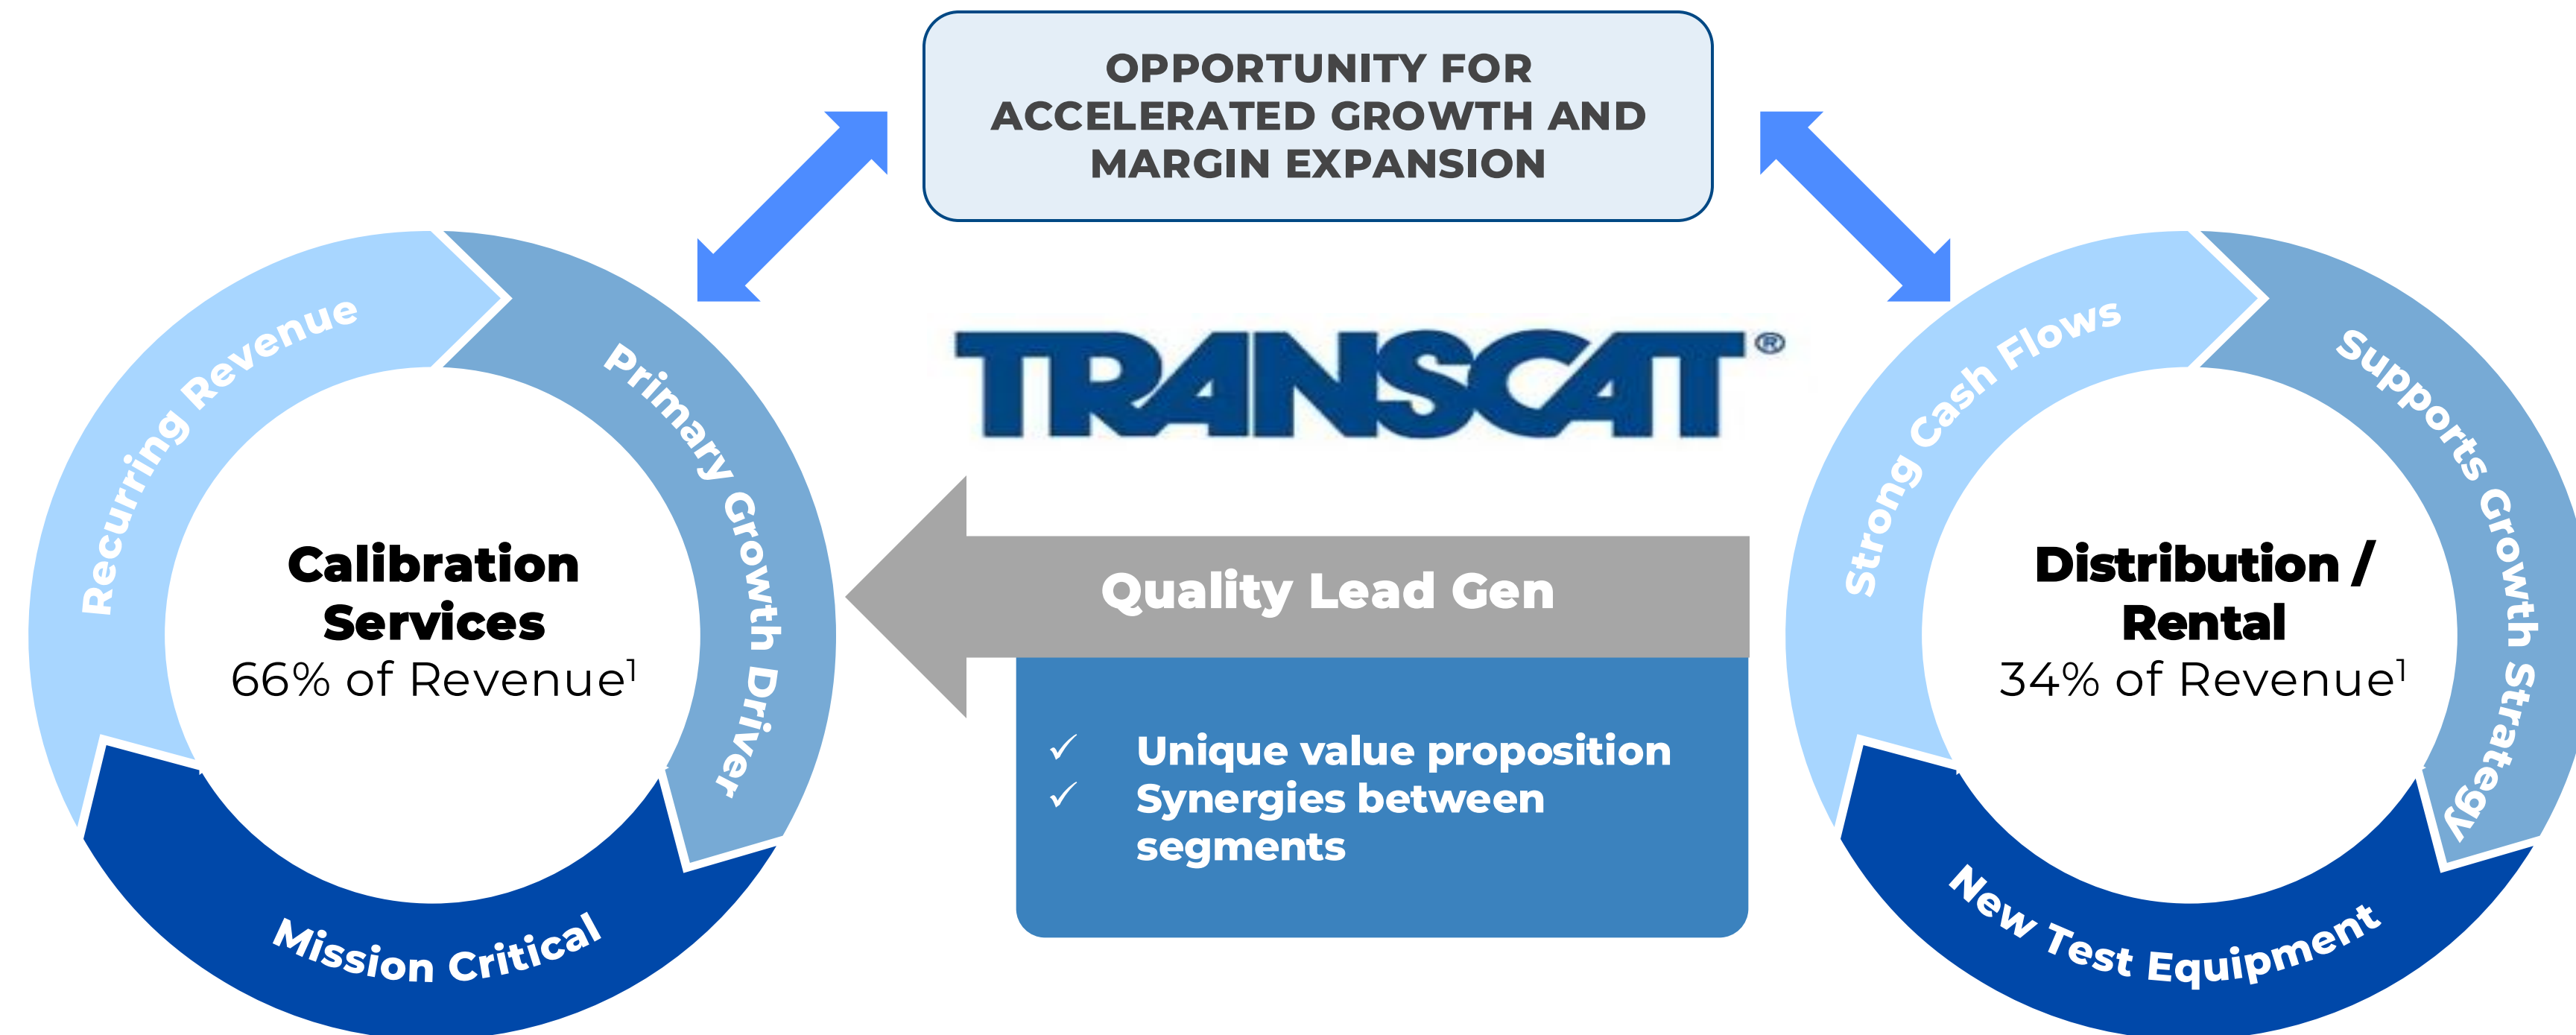 OPPORTUNITY FOR
ACCELERATED GROWTH AND
MARGIN EXPANSION
TRANSCAT®
Recurring Revenue
Primary Growth Driver
Mission Critical
Calibration
Services
66% of Revenue¹
Quality Lead Gen
✓ Unique value proposition
✓ Synergies between
segments
Strong Cash Flows
Supports Growth Strategy
New Test Equipment
Distribution /
Rental
34% of Revenue¹